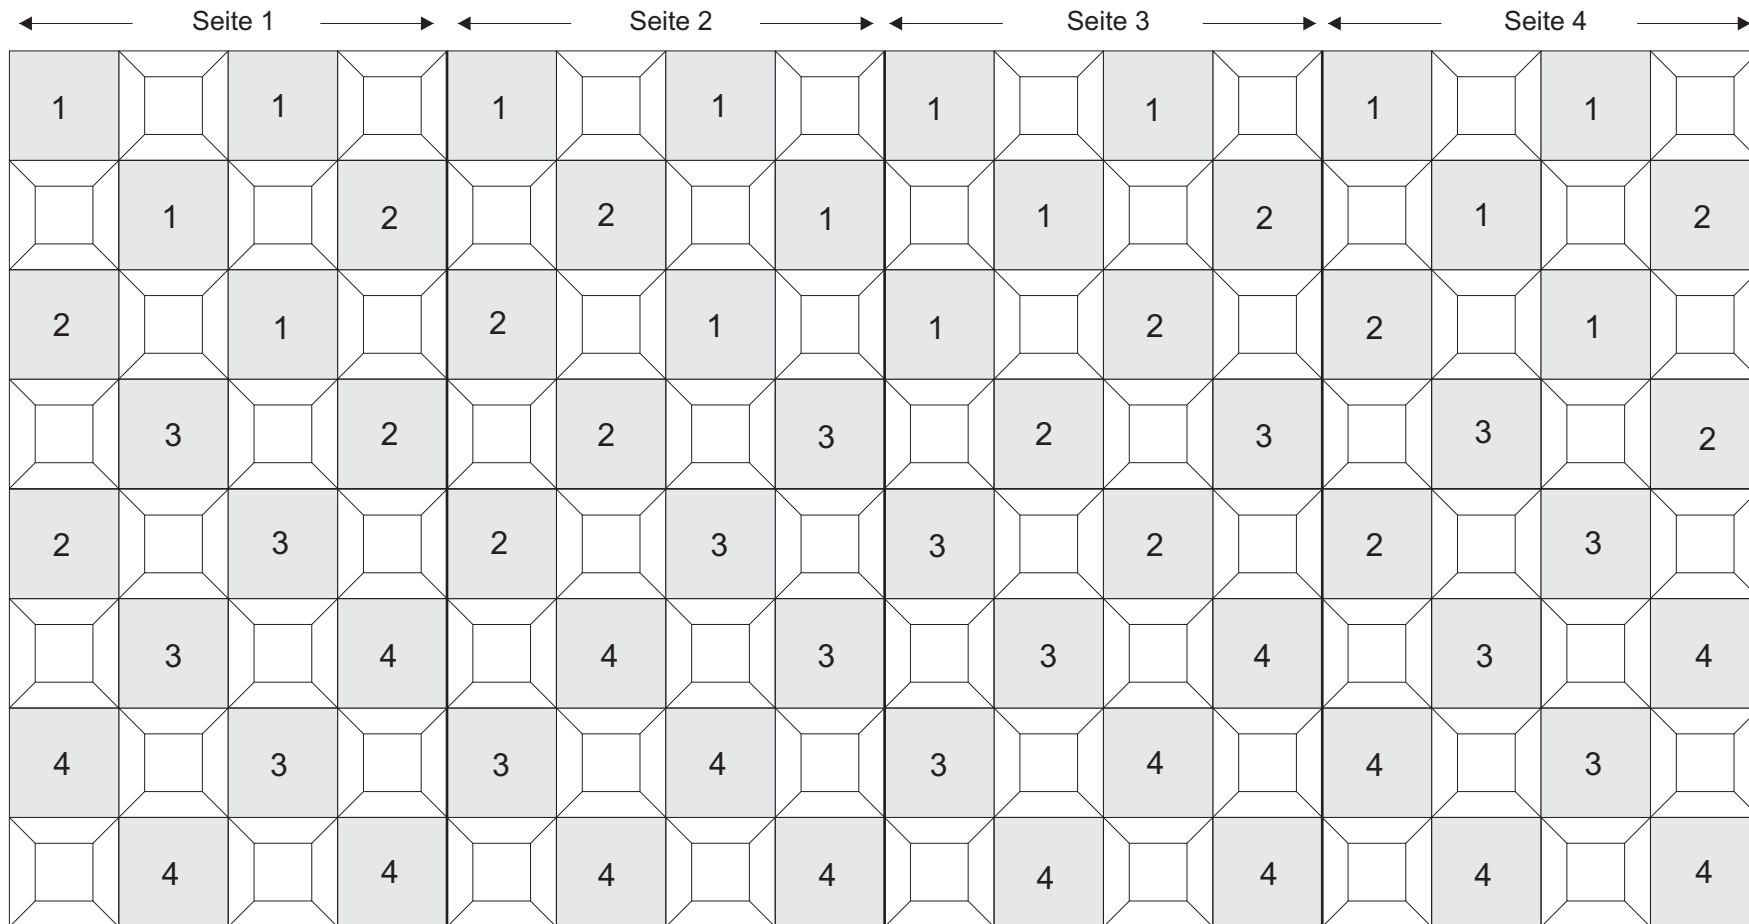 Seite 1 Seite 2 Seite 3 Seite 4
1 1 1 1 1 1 1 1
1 2 2 1 1 2 1 2
2 1 2 1 1 2 2 1
3 2 2 3 2 3 3 2
2 3 2 3 3 2 2 3
3 4 4 3 3 4 3 4
4 3 3 4 3 4 4 3
4 4 4 4 4 4 4 4